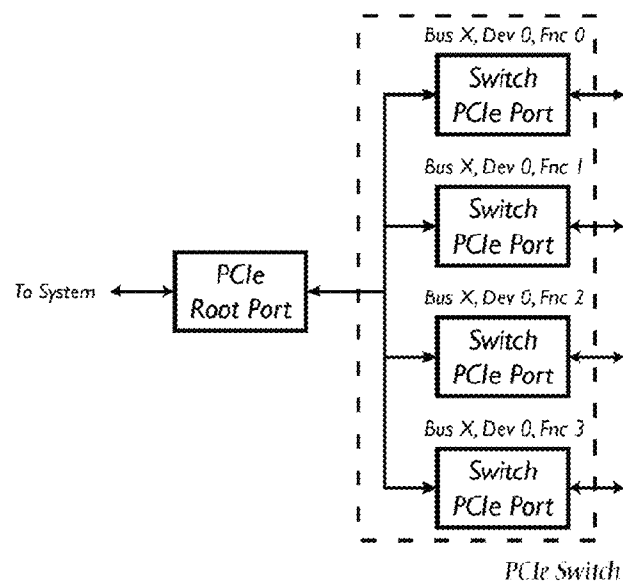 Bus X, Dev 0, Fnc 0
Switch
PCIe Port
Bus X, Dev 0, Fnc 1
Switch
PCIe Port
To System
PCIe
Root Port
Bus X, Dev 0, Fnc 2
Switch
PCIe Port
Bus X, Dev 0, Fnc 3
Switch
PCIe Port
PCIe Switch